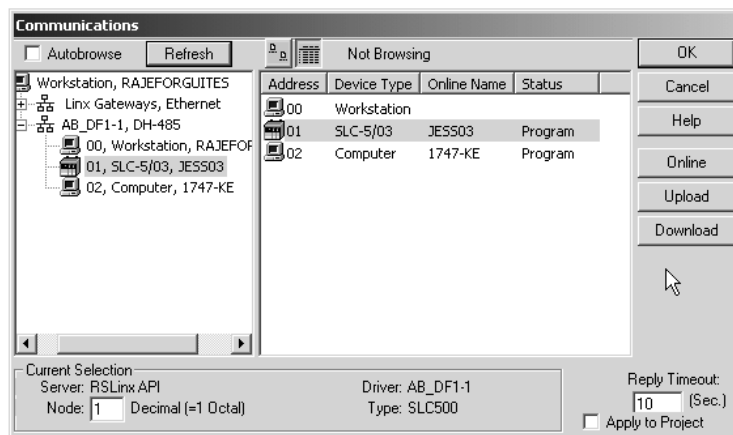 Communications
Autobrowse Refresh Not Browsing OK
Workstation, RAJEFORGUITES
Linx Gateways, Ethernet
AB_DF1-1, DH-485
00, Workstation, RAJEFOR
01, SLC-5/03, JESS03
02, Computer, 1747-KE
Address Device Type Online Name Status
00 Workstation
01 SLC-5/03 JESS03 Program
02 Computer 1747-KE Program
Cancel
Help
Online
Upload
Download
Current Selection
Server: RSLinx API Driver: AB_DF1-1
Node: 1 Decimal (=1 Octal) Type: SLC500
Reply Timeout:
10 (Sec.)
Apply to Project